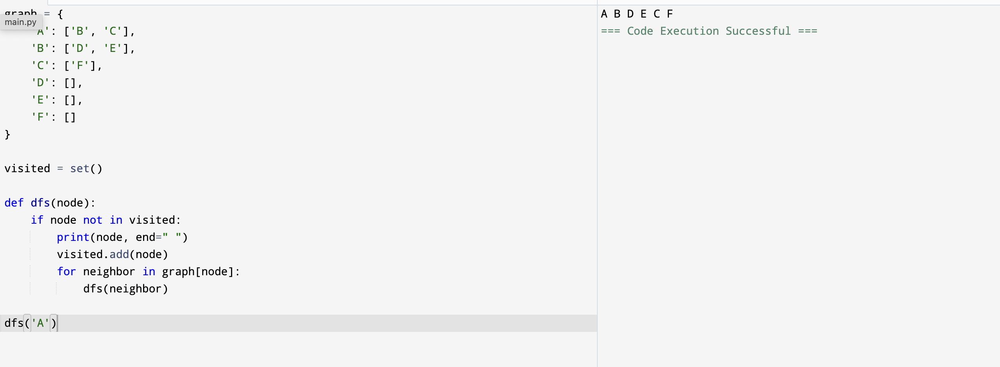 graph = {
main.py
'A': ['B', 'C'],
'B': ['D', 'E'],
'C': ['F'],
'D': [],
'E': [],
'F': []
}
visited = set()
def dfs(node):
if node not in visited:
print(node, end=" ")
visited.add(node)
for neighbor in graph[node]:
dfs(neighbor)
dfs('A')
A B D E C F
=== Code Execution Successful ===